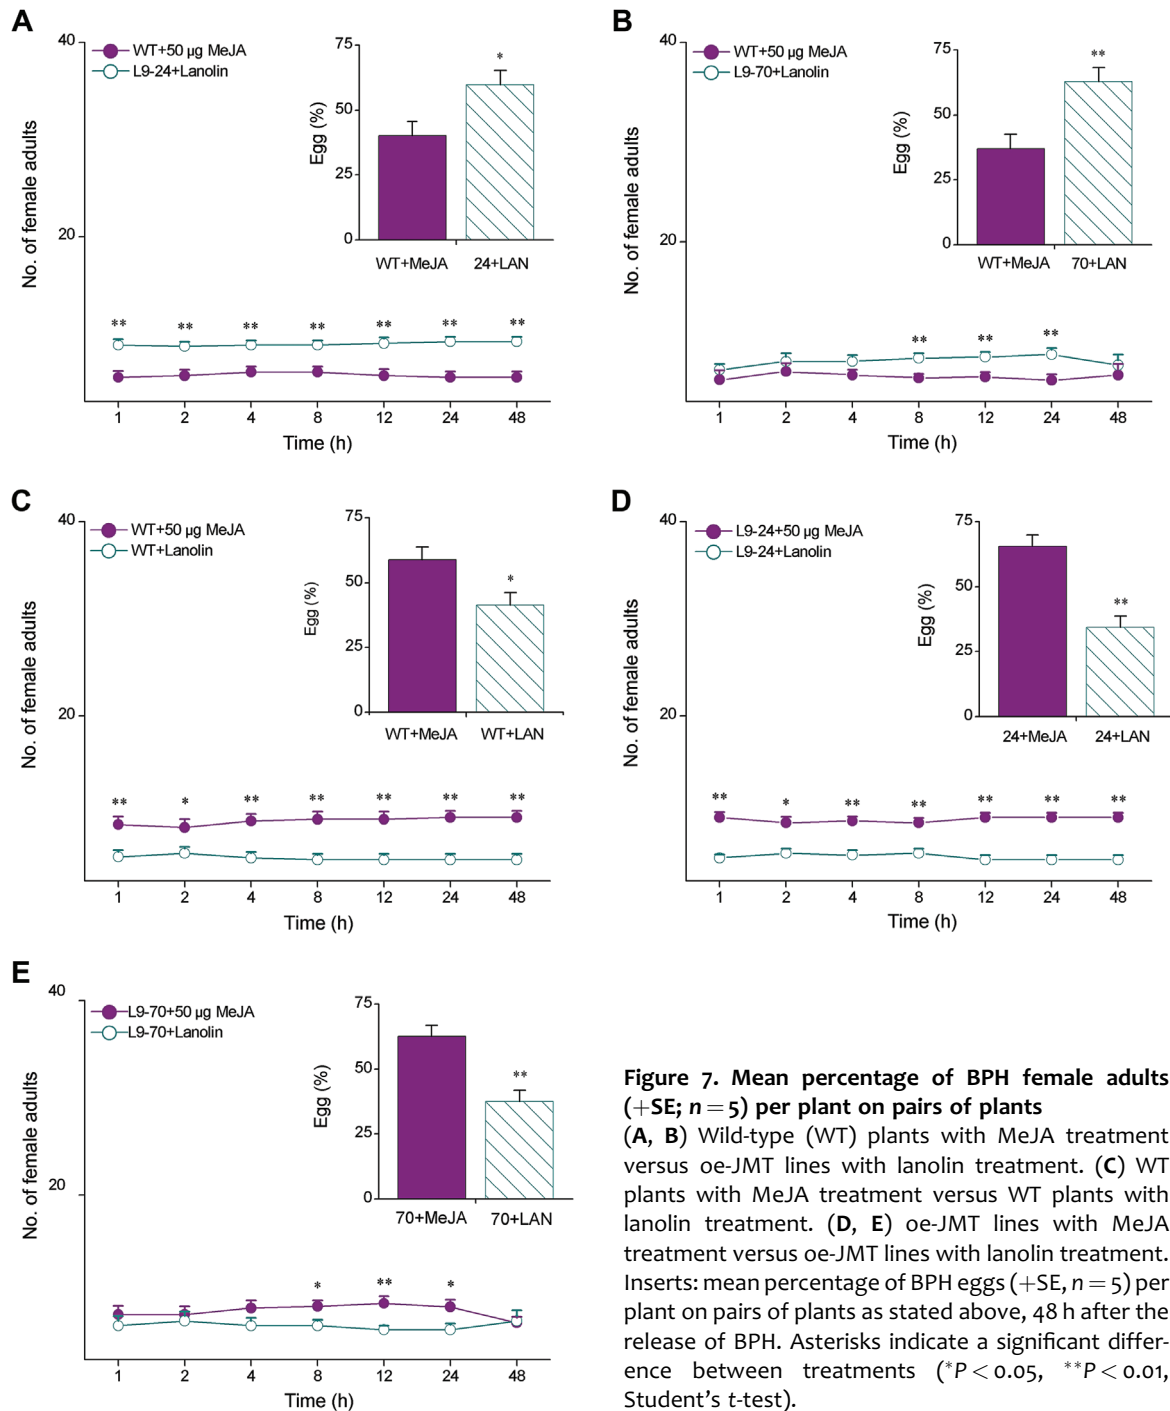 A
40
20
No. of female adults
WT+50 µg MeJA
L9-24+Lanolin
75
50
25
0
Egg (%)
*
WT+MeJA 24+LAN
** ** ** ** ** ** **
1 2 4 8 12 24 48
Time (h)
B
40
20
No. of female adults
WT+50 µg MeJA
L9-70+Lanolin
75
50
25
0
Egg (%)
**
WT+MeJA 70+LAN
** ** **
1 2 4 8 12 24 48
Time (h)
C
40
20
No. of female adults
WT+50 µg MeJA
WT+Lanolin
75
50
25
0
Egg (%)
*
WT+MeJA WT+LAN
** * ** ** ** ** **
1 2 4 8 12 24 48
Time (h)
D
40
20
No. of female adults
L9-24+50 µg MeJA
L9-24+Lanolin
75
50
25
0
Egg (%)
**
24+MeJA 24+LAN
** * ** ** ** ** **
1 2 4 8 12 24 48
Time (h)
E
40
20
No. of female adults
L9-70+50 µg MeJA
L9-70+Lanolin
75
50
25
0
Egg (%)
**
70+MeJA 70+LAN
* ** *
1 2 4 8 12 24 48
Time (h)
Figure 7. Mean percentage of BPH female adults
(+SE; n = 5) per plant on pairs of plants
(A, B) Wild-type (WT) plants with MeJA treatment
versus oe-JMT lines with lanolin treatment. (C) WT
plants with MeJA treatment versus WT plants with
lanolin treatment. (D, E) oe-JMT lines with MeJA
treatment versus oe-JMT lines with lanolin treatment.
Inserts: mean percentage of BPH eggs (+SE, n = 5) per
plant on pairs of plants as stated above, 48 h after the
release of BPH. Asterisks indicate a significant differ-
ence between treatments (*P < 0.05, **P < 0.01,
Student's t-test).